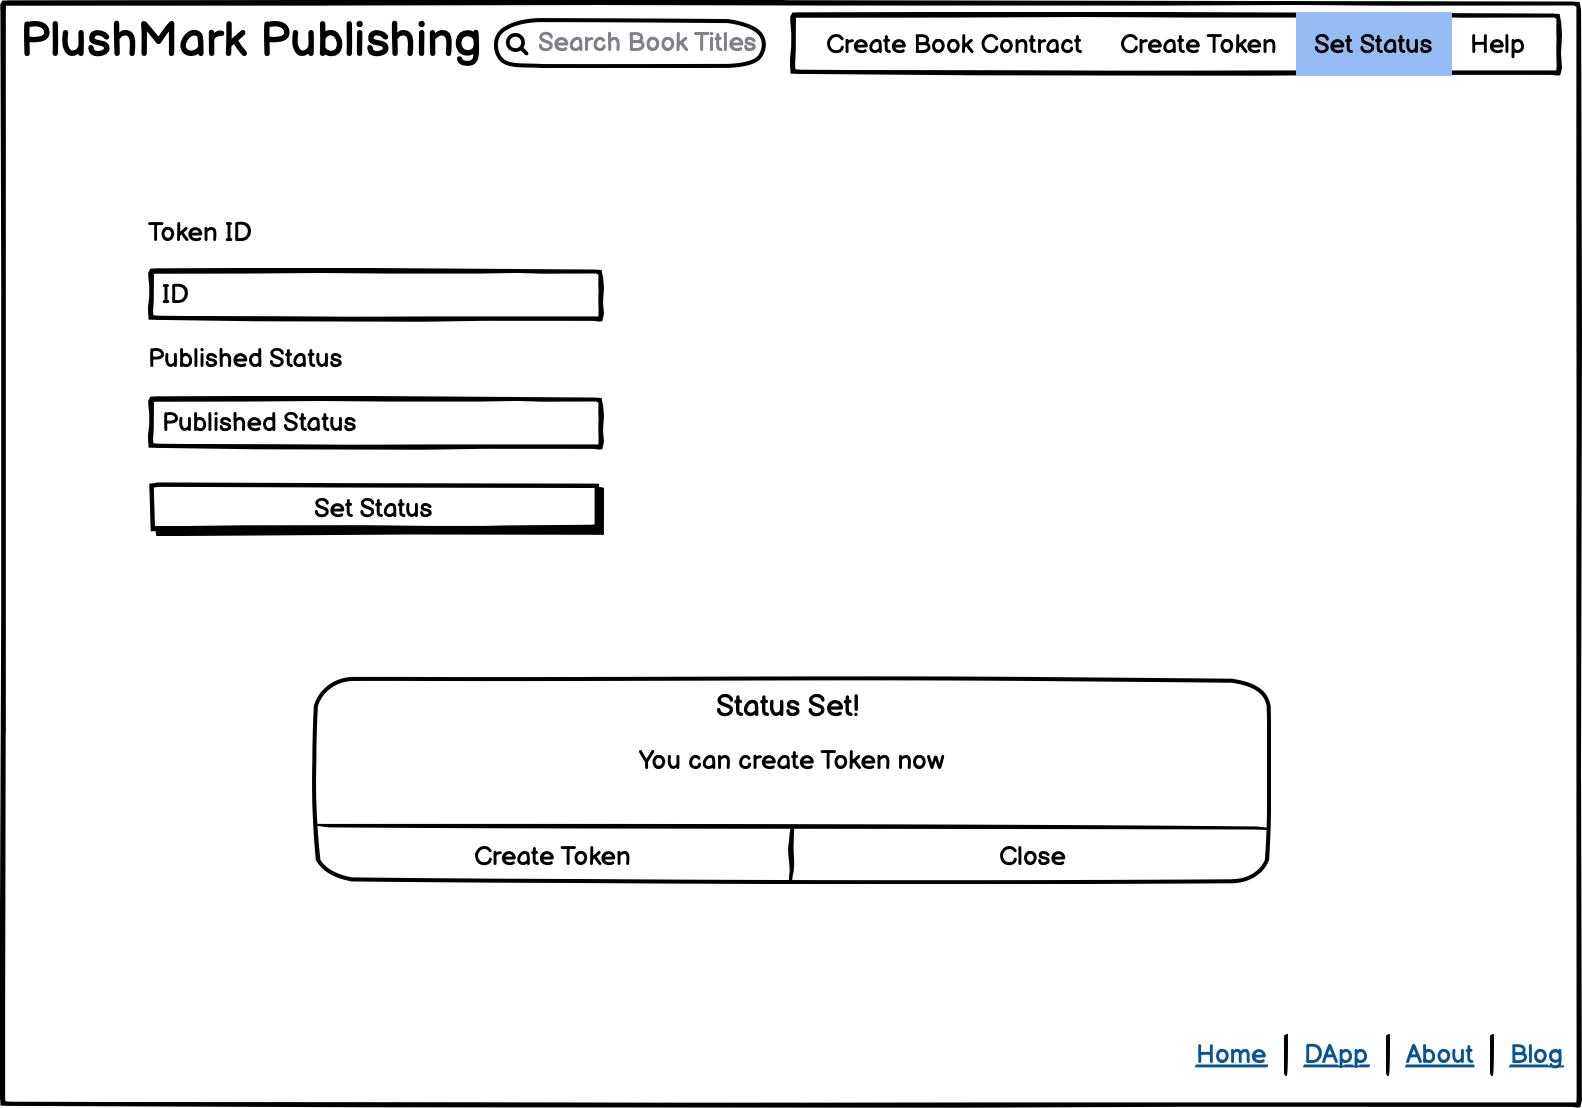 PlushMark Publishing Search Book Titles Create Book Contract Create Token Set Status Help
Token ID
ID
Published Status
Published Status
Set Status
Status Set!
You can create Token now
Create Token Close
Home DApp About Blog